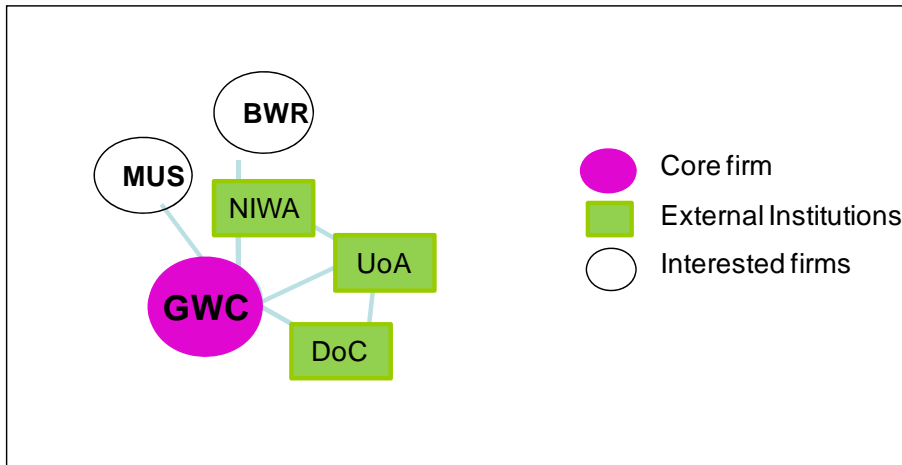 BWR
MUS
NIWA
UoA
GWC
DoC
Core firm
External Institutions
Interested firms